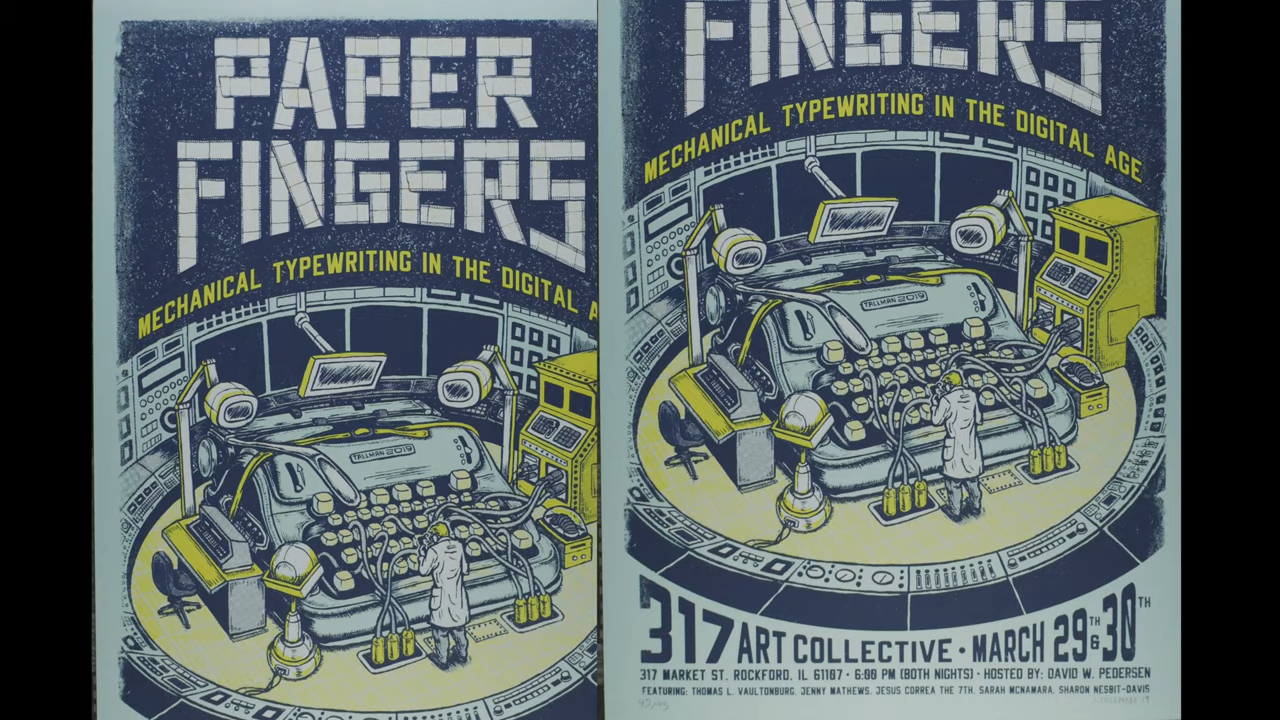 PAPER
FINGERS
MECHANICAL TYPEWRITING IN THE DIGITAL A
TALLMAN 2019
FINGERS
MECHANICAL TYPEWRITING IN THE DIGITAL AGE
TALLMAN 2019
317 ART COLLECTIVE • MARCH 29TH & 30TH
317 MARKET ST. ROCKFORD, IL 61107 • 6:00 PM (BOTH NIGHTS) • HOSTED BY: DAVID W. PEDERSEN
FEATURING: THOMAS L. VAULTONBURG, JENNY MATHEWS, JESUS CORREA THE 7TH, SARAH MCNAMARA, SHARON NESBIT-DAVIS
45/45